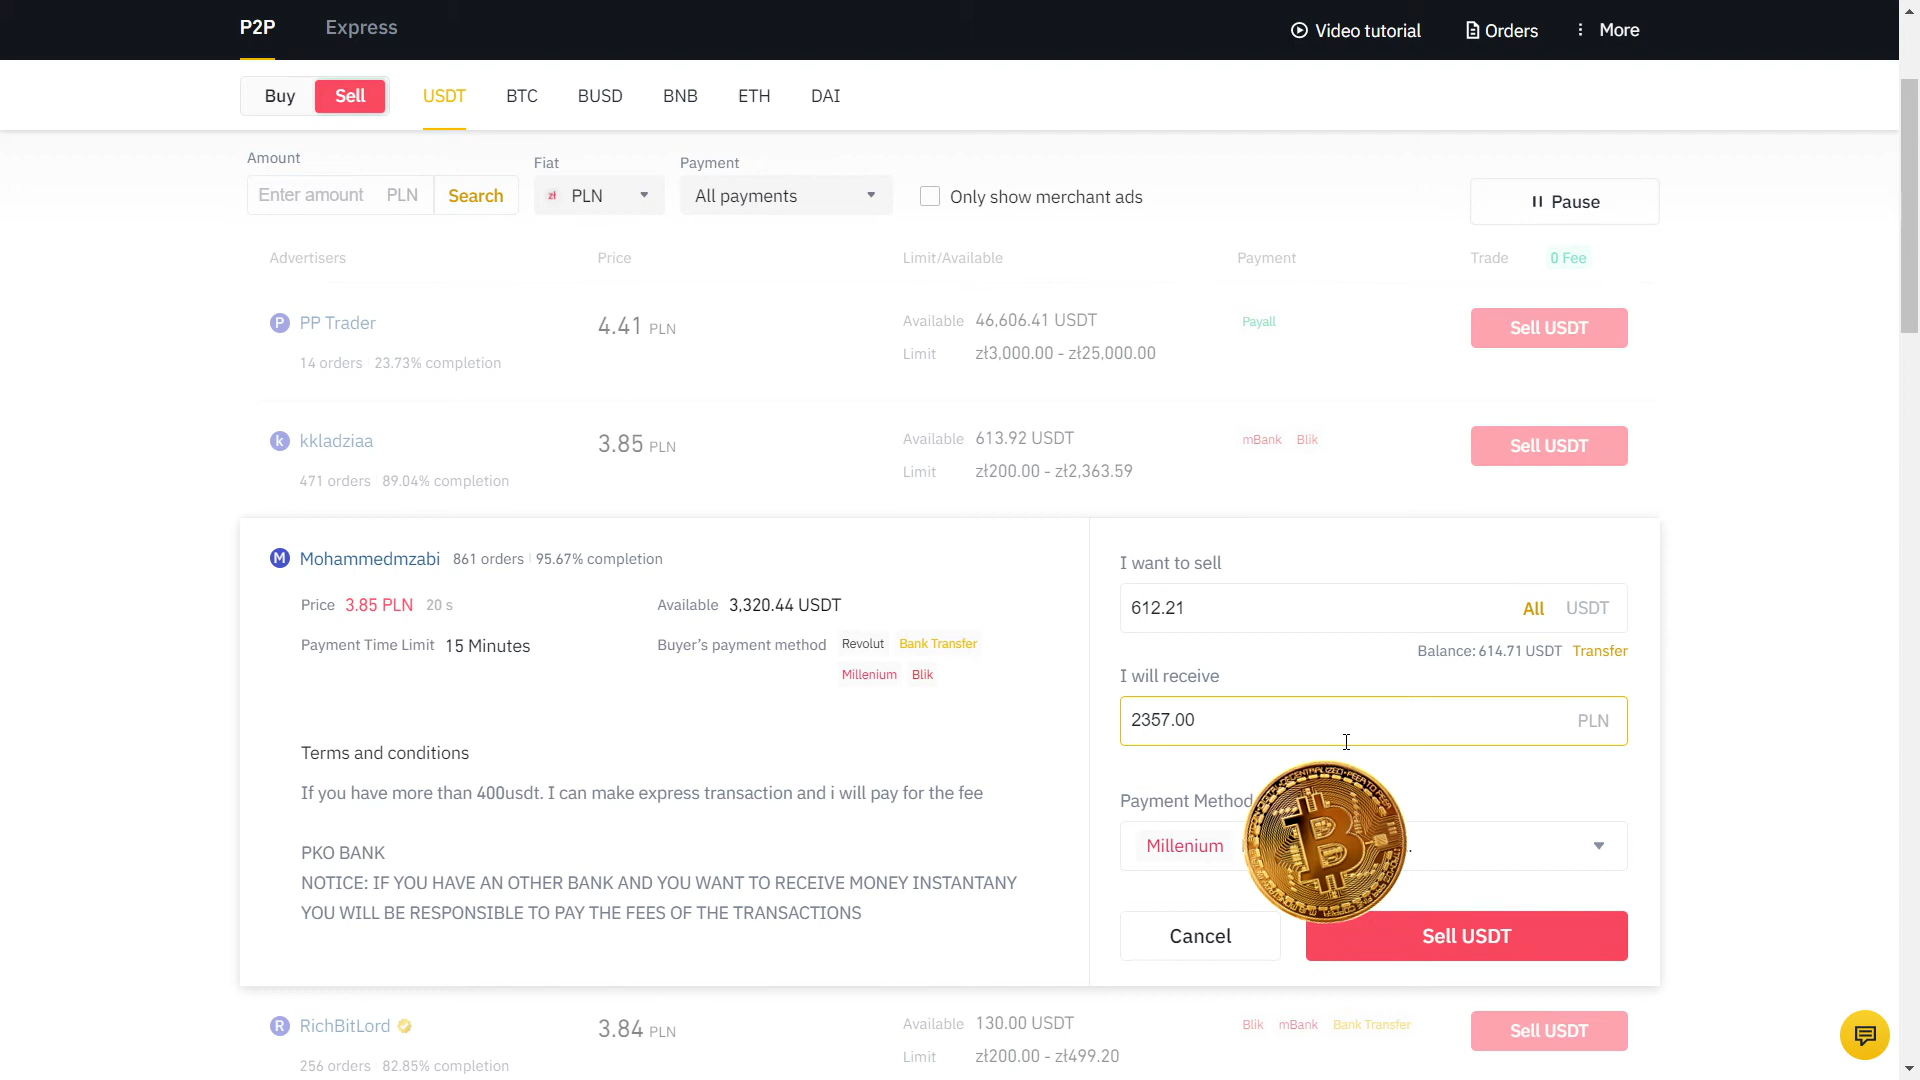 P2P Express Video tutorial Orders More
Buy Sell USDT BTC BUSD BNB ETH DAI
Amount Fiat Payment
Enter amount PLN Search zł PLN All payments Only show merchant ads Pause
Advertisers Price Limit/Available Payment Trade 0 Fee
P PP Trader 4.41 PLN Available 46,606.41 USDT Payall Sell USDT
14 orders 23.73% completion Limit zł3,000.00 - zł25,000.00
k kkladziaa 3.85 PLN Available 613.92 USDT mBank Blik Sell USDT
471 orders 89.04% completion Limit zł200.00 - zł2,363.59
M Mohammedmzabi 861 orders 95.67% completion
Price 3.85 PLN 20 s Available 3,320.44 USDT
Payment Time Limit 15 Minutes Buyer's payment method Revolut Bank Transfer
Millenium Blik
Terms and conditions
If you have more than 400usdt. I can make express transaction and i will pay for the fee
PKO BANK
NOTICE: IF YOU HAVE AN OTHER BANK AND YOU WANT TO RECEIVE MONEY INSTANTANY
YOU WILL BE RESPONSIBLE TO PAY THE FEES OF THE TRANSACTIONS
I want to sell
612.21 All USDT
Balance: 614.71 USDT Transfer
I will receive
2357.00 PLN
Payment Method
Millenium
Cancel Sell USDT
R RichBitLord 3.84 PLN Available 130.00 USDT Blik mBank Bank Transfer Sell USDT
256 orders 82.85% completion Limit zł200.00 - zł499.20